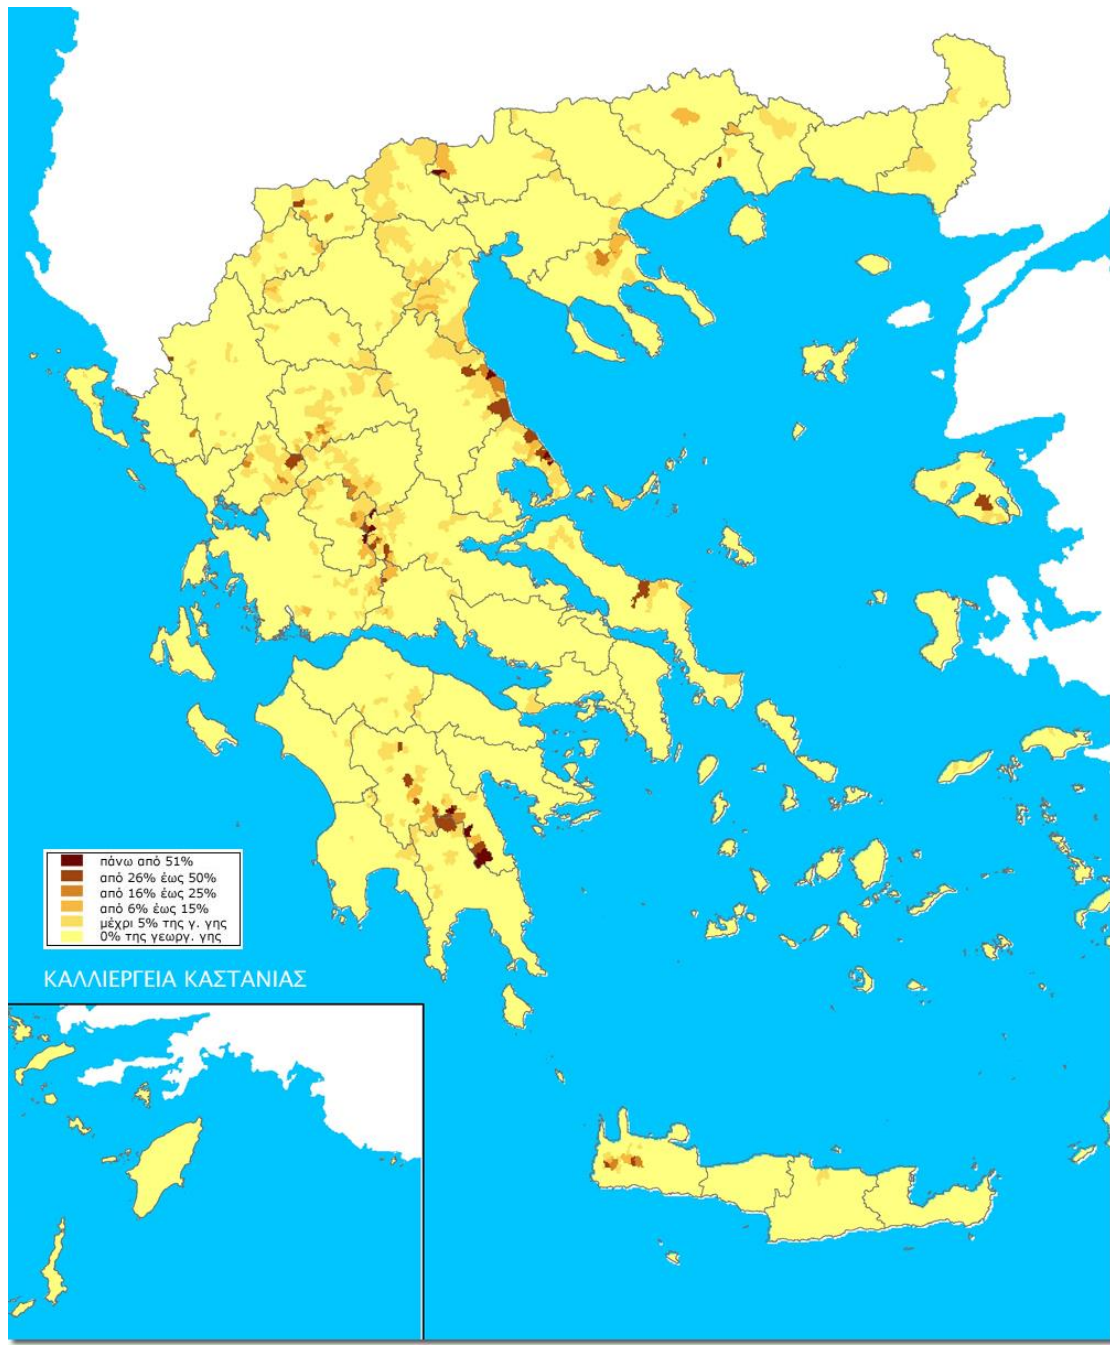 πάνω από 51%
από 26% έως 50%
από 16% έως 25%
από 6% έως 15%
μέχρι 5% της γ. γης
0% της γεωργ. γης
ΚΑΛΛΙΕΡΓΕΙΑ ΚΑΣΤΑΝΙΑΣ